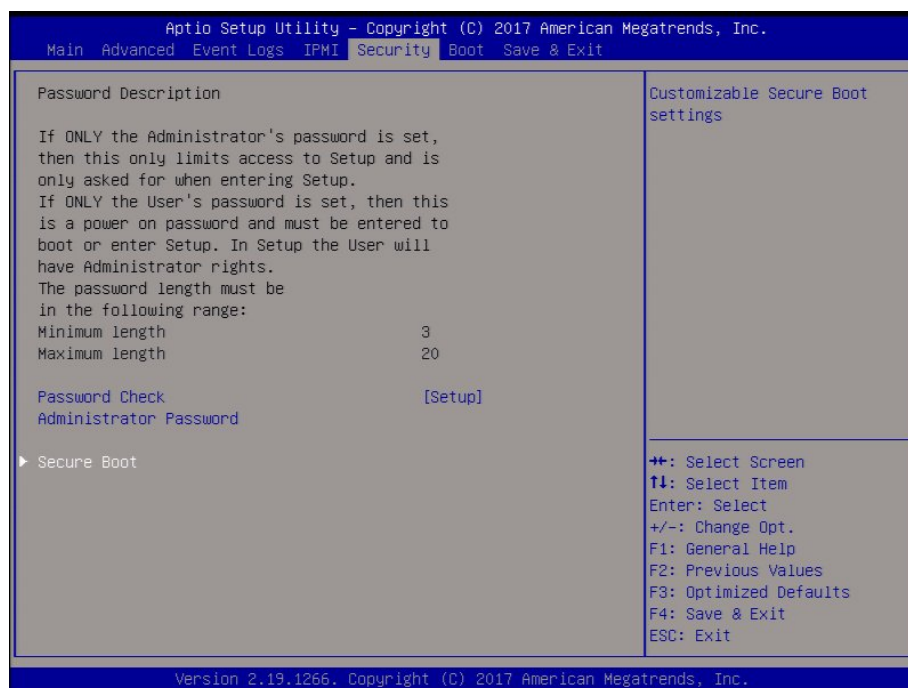 Aptio Setup Utility – Copyright (C) 2017 American Megatrends, Inc.
Main Advanced Event Logs IPMI Security Boot Save & Exit
Password Description
If ONLY the Administrator's password is set,
then this only limits access to Setup and is
only asked for when entering Setup.
If ONLY the User's password is set, then this
is a power on password and must be entered to
boot or enter Setup. In Setup the User will
have Administrator rights.
The password length must be
in the following range:
Minimum length 3
Maximum length 20
Password Check [Setup]
Administrator Password
Secure Boot
Customizable Secure Boot
settings
→←: Select Screen
↑↓: Select Item
Enter: Select
+/-: Change Opt.
F1: General Help
F2: Previous Values
F3: Optimized Defaults
F4: Save & Exit
ESC: Exit
Version 2.19.1266. Copyright (C) 2017 American Megatrends, Inc.